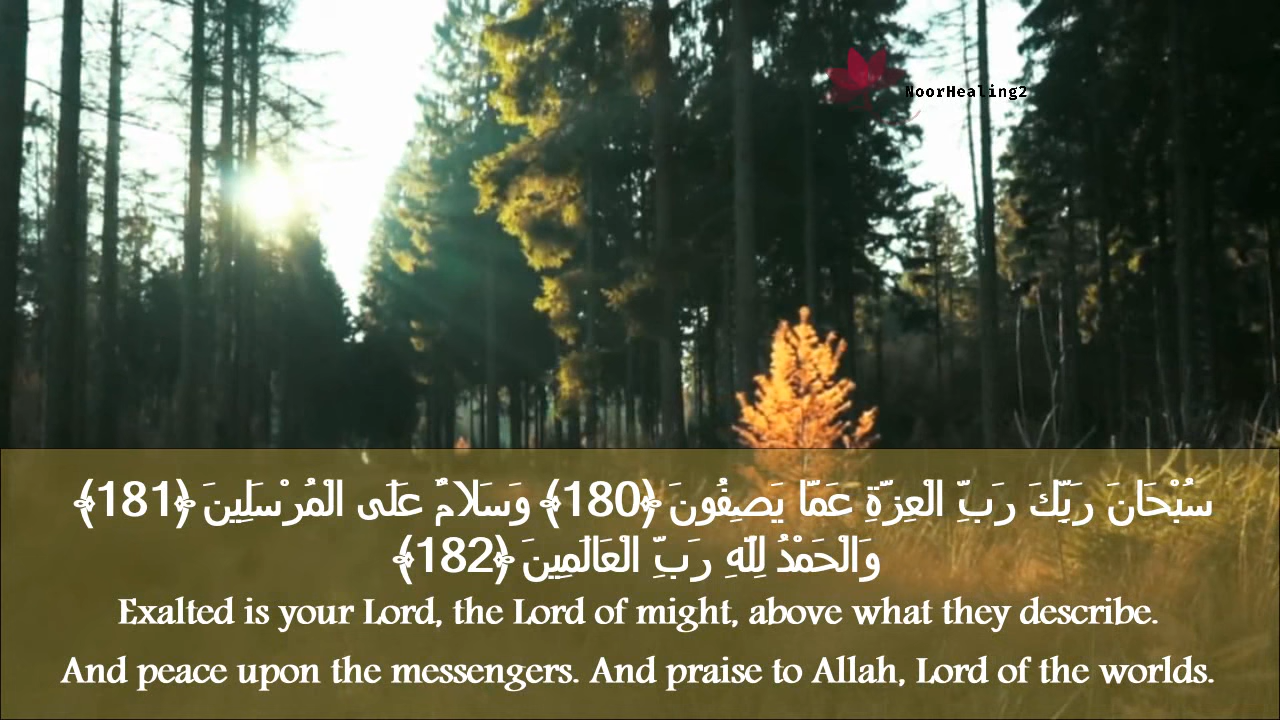 NoorHealing2
سُبْحَانَ رَبِّكَ رَبِّ الْعِزَّةِ عَمَّا يَصِفُونَ ﴿180﴾ وَسَلَامٌ عَلَى الْمُرْسَلِينَ ﴿181﴾
وَالْحَمْدُ لِلَّهِ رَبِّ الْعَالَمِينَ ﴿182﴾
Exalted is your Lord, the Lord of might, above what they describe.
And peace upon the messengers. And praise to Allah, Lord of the worlds.